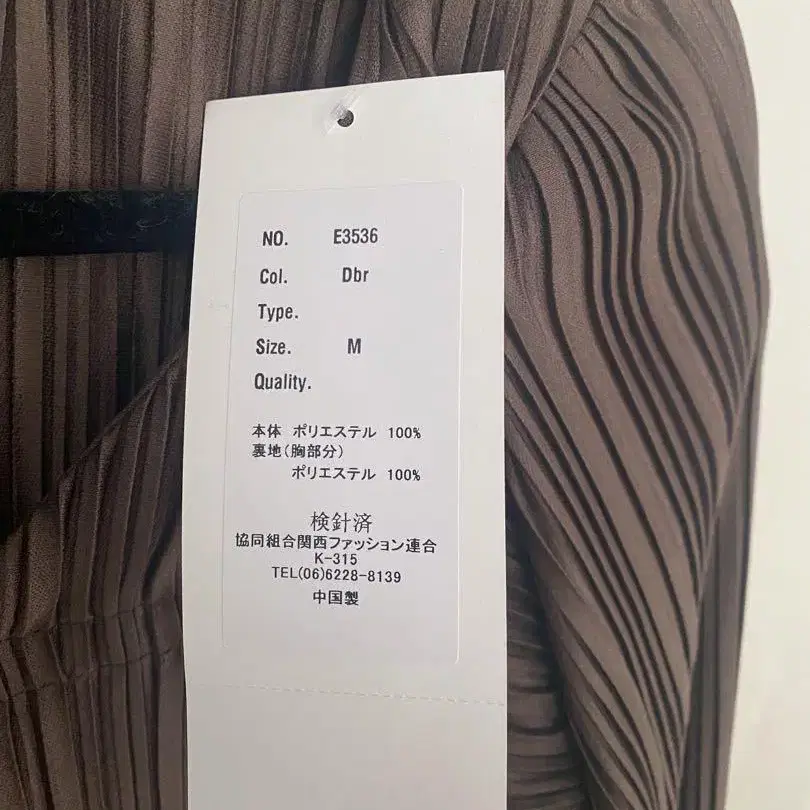 NO. E3536
Col. Dbr
Type.
Size. M
Quality.
本体 ポリエステル 100%
裏地(胸部分)
ポリエステル 100%
検針済
協同組合関西ファッション連合
K-315
TEL(06)6228-8139
中国製